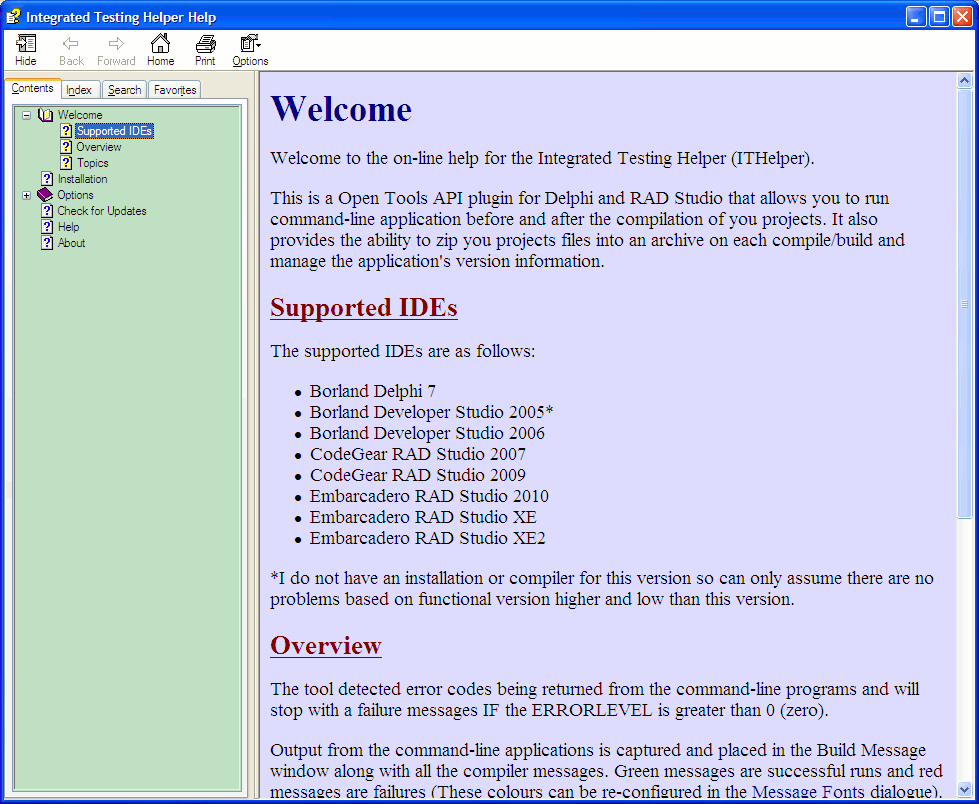 Integrated Testing Helper Help
Hide Back Forward Home Print Options
Contents Index Search Favorites
Welcome
Supported IDEs
Overview
Topics
Installation
Options
Check for Updates
Help
About
Welcome
Welcome to the on-line help for the Integrated Testing Helper (ITHelper).
This is a Open Tools API plugin for Delphi and RAD Studio that allows you to run
command-line application before and after the compilation of you projects. It also
provides the ability to zip you projects files into an archive on each compile/build and
manage the application's version information.
Supported IDEs
The supported IDEs are as follows:
• Borland Delphi 7
• Borland Developer Studio 2005*
• Borland Developer Studio 2006
• CodeGear RAD Studio 2007
• CodeGear RAD Studio 2009
• Embarcadero RAD Studio 2010
• Embarcadero RAD Studio XE
• Embarcadero RAD Studio XE2
*I do not have an installation or compiler for this version so can only assume there are no
problems based on functional version higher and low than this version.
Overview
The tool detected error codes being returned from the command-line programs and will
stop with a failure messages IF the ERRORLEVEL is greater than 0 (zero).
Output from the command-line applications is captured and placed in the Build Message
window along with all the compiler messages. Green messages are successful runs and red
messages are failures (These colours can be re-configured in the Message Fonts dialogue).